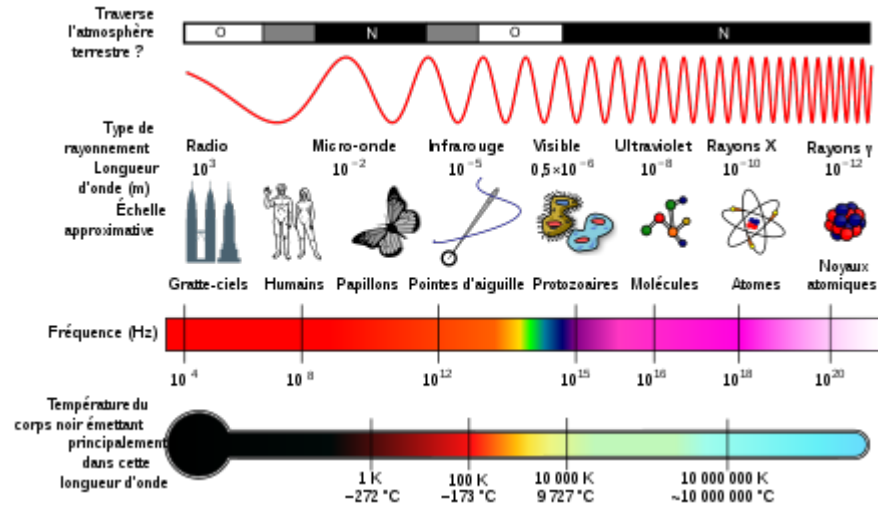 Traverse
l'atmosphère
terrestre ?
O N O N
Type de
rayonnement
Radio Micro-onde Infrarouge Visible Ultraviolet Rayons X Rayons γ
Longueur
d'onde (m)
10³ 10⁻² 10⁻⁵ 0,5×10⁻⁶ 10⁻⁸ 10⁻¹⁰ 10⁻¹²
Échelle
approximative
Gratte-ciels Humains Papillons Pointes d'aiguille Protozoaires Molécules Atomes Noyaux
atomiques
Fréquence (Hz)
10⁴ 10⁸ 10¹² 10¹⁵ 10¹⁶ 10¹⁸ 10²⁰
Température du
corps noir émettant
principalement
dans cette
longueur d'onde
1 K 100 K 10 000 K 10 000 000 K
−272 °C −173 °C 9 727 °C ~10 000 000 °C